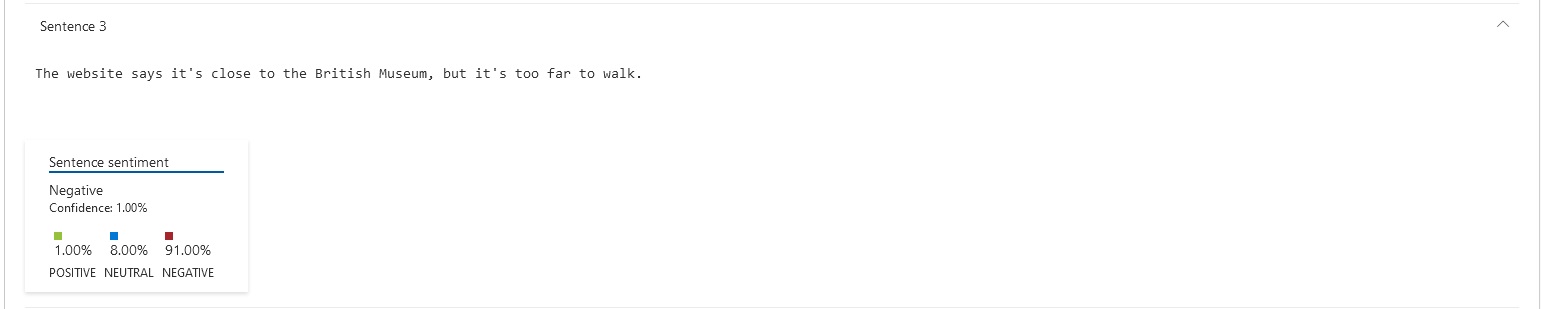 Sentence 3
The website says it's close to the British Museum, but it's too far to walk.
Sentence sentiment
Negative
Confidence: 1.00%
1.00% 8.00% 91.00%
POSITIVE NEUTRAL NEGATIVE